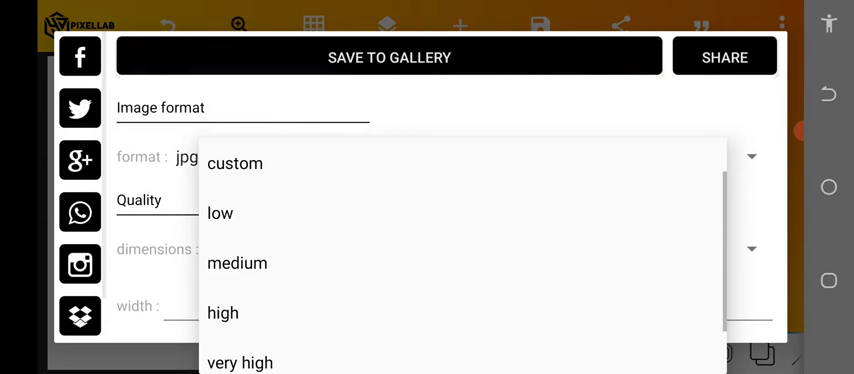 PIXELLAB
SAVE TO GALLERY
SHARE
Image format
format : jpg
custom
Quality
low
dimensions :
medium
width :
high
very high